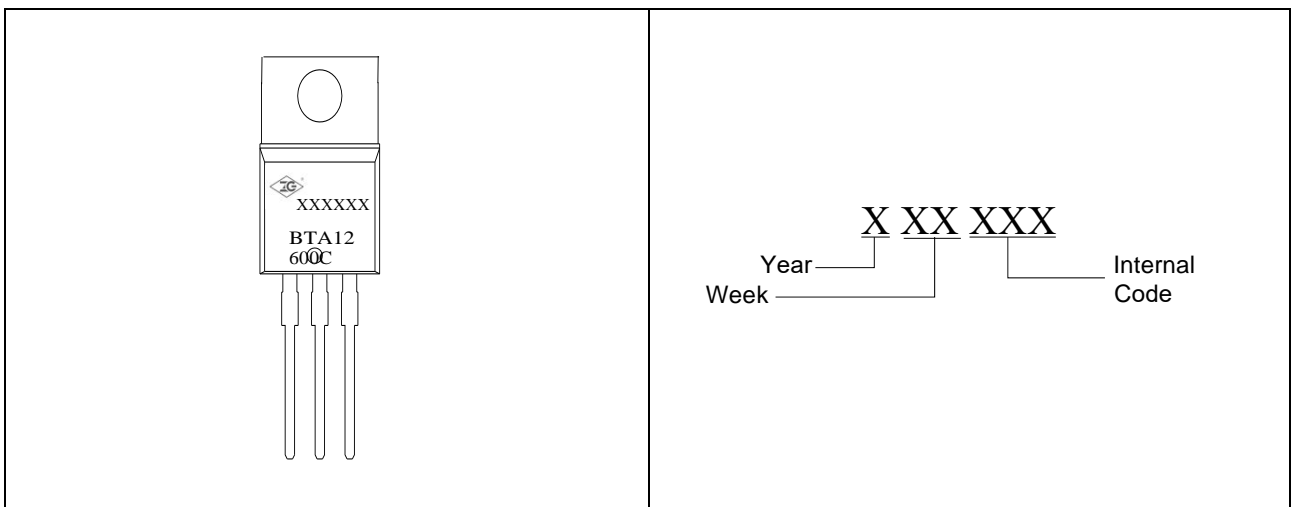 XXXXXX
BTA12
600C
X XX XXX
Year
Week
Internal
Code